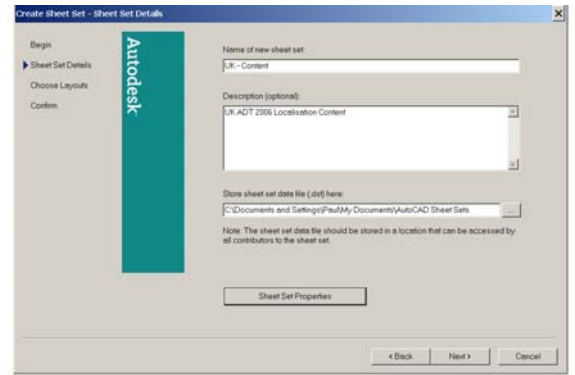 Create Sheet Set - Sheet Set Details
Begin
Sheet Set Details
Choose Layouts
Confirm
Autodesk
Name of new sheet set:
UK - Content
Description (optional):
UK ADT 2006 Localisation Content
Store sheet set data file (.dst) here:
C:\Documents and Settings\Paul\My Documents\AutoCAD Sheet Sets
...
Note: The sheet set data file should be stored in a location that can be accessed by
all contributors to the sheet set.
Sheet Set Properties
< Back
Next >
Cancel